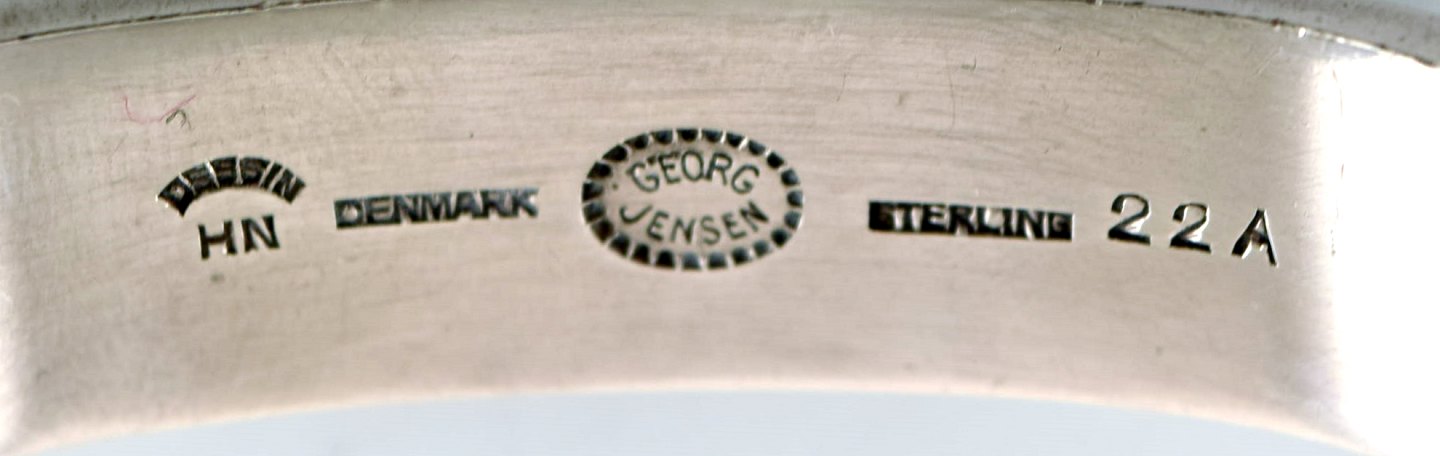 DESSIN
HN
DENMARK
GEORG
JENSEN
STERLING
22A